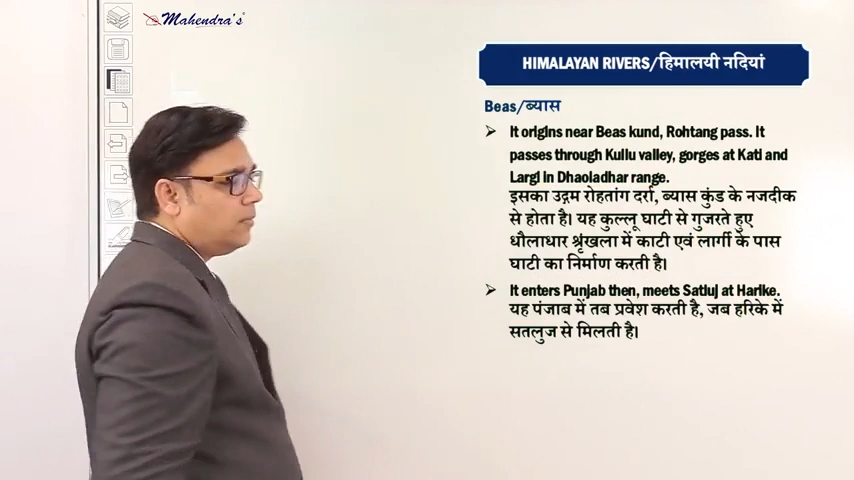 Mahendra's
HIMALAYAN RIVERS/हिमालयी नदियां
Beas/ब्यास
➢ It origins near Beas kund, Rohtang pass. It
passes through Kullu valley, gorges at Kati and
Largi in Dhaoladhar range.
इसका उद्गम रोहतांग दर्रा, ब्यास कुंड के नजदीक
से होता है। यह कुल्लू घाटी से गुजरते हुए
धौलाधार श्रृंखला में काटी एवं लार्गी के पास
घाटी का निर्माण करती है।
➢ It enters Punjab then, meets Satluj at Harike.
यह पंजाब में तब प्रवेश करती है, जब हरिके में
सतलुज से मिलती है।